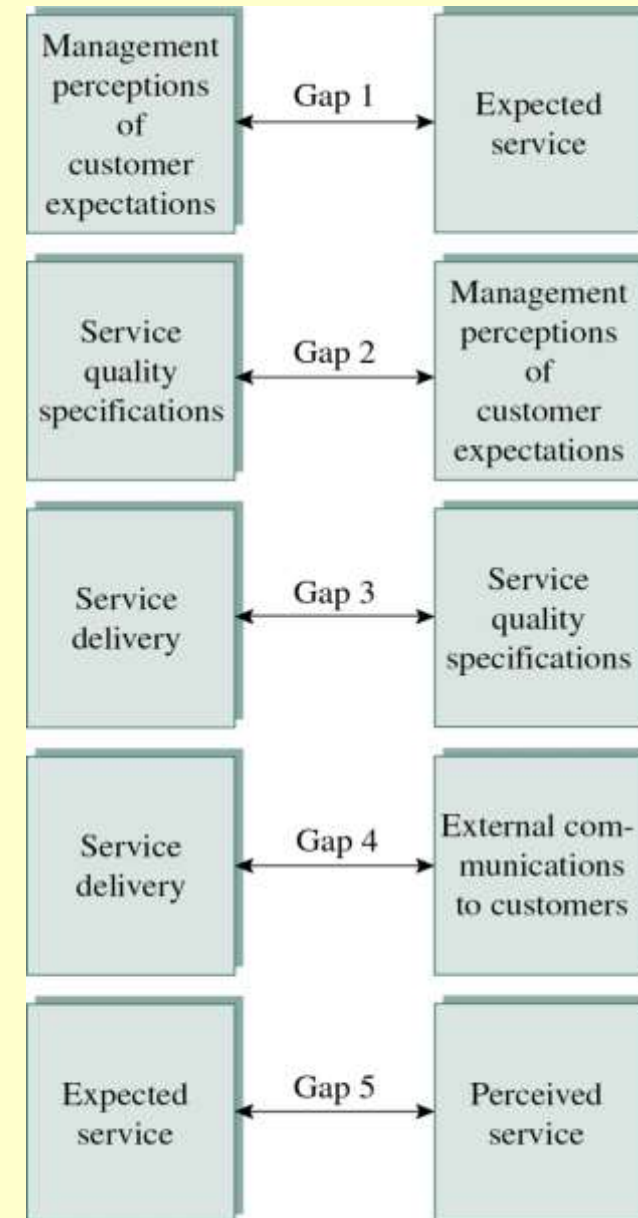 Management
perceptions
of
customer
expectations
Gap 1
Expected
service
Service
quality
specifications
Gap 2
Management
perceptions
of
customer
expectations
Service
delivery
Gap 3
Service
quality
specifications
Service
delivery
Gap 4
External com-
munications
to customers
Expected
service
Gap 5
Perceived
service